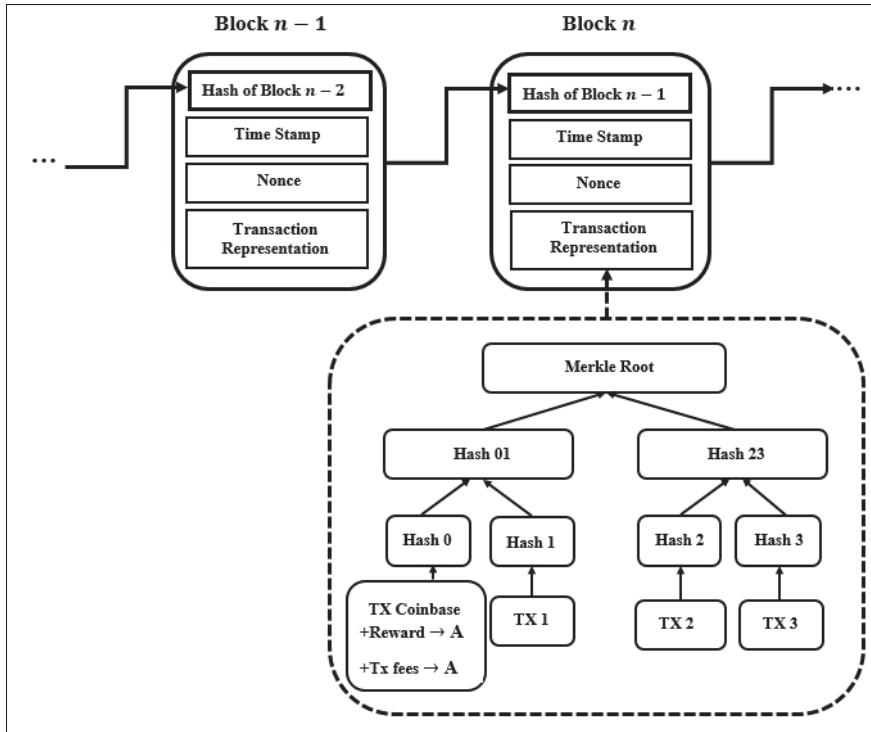 Block n − 1
Block n
Hash of Block n − 2
Hash of Block n − 1
Time Stamp
Time Stamp
Nonce
Nonce
Transaction
Representation
Transaction
Representation
...
...
Merkle Root
Hash 01
Hash 23
Hash 0
Hash 1
Hash 2
Hash 3
TX Coinbase
+Reward → A
+Tx fees → A
TX 1
TX 2
TX 3